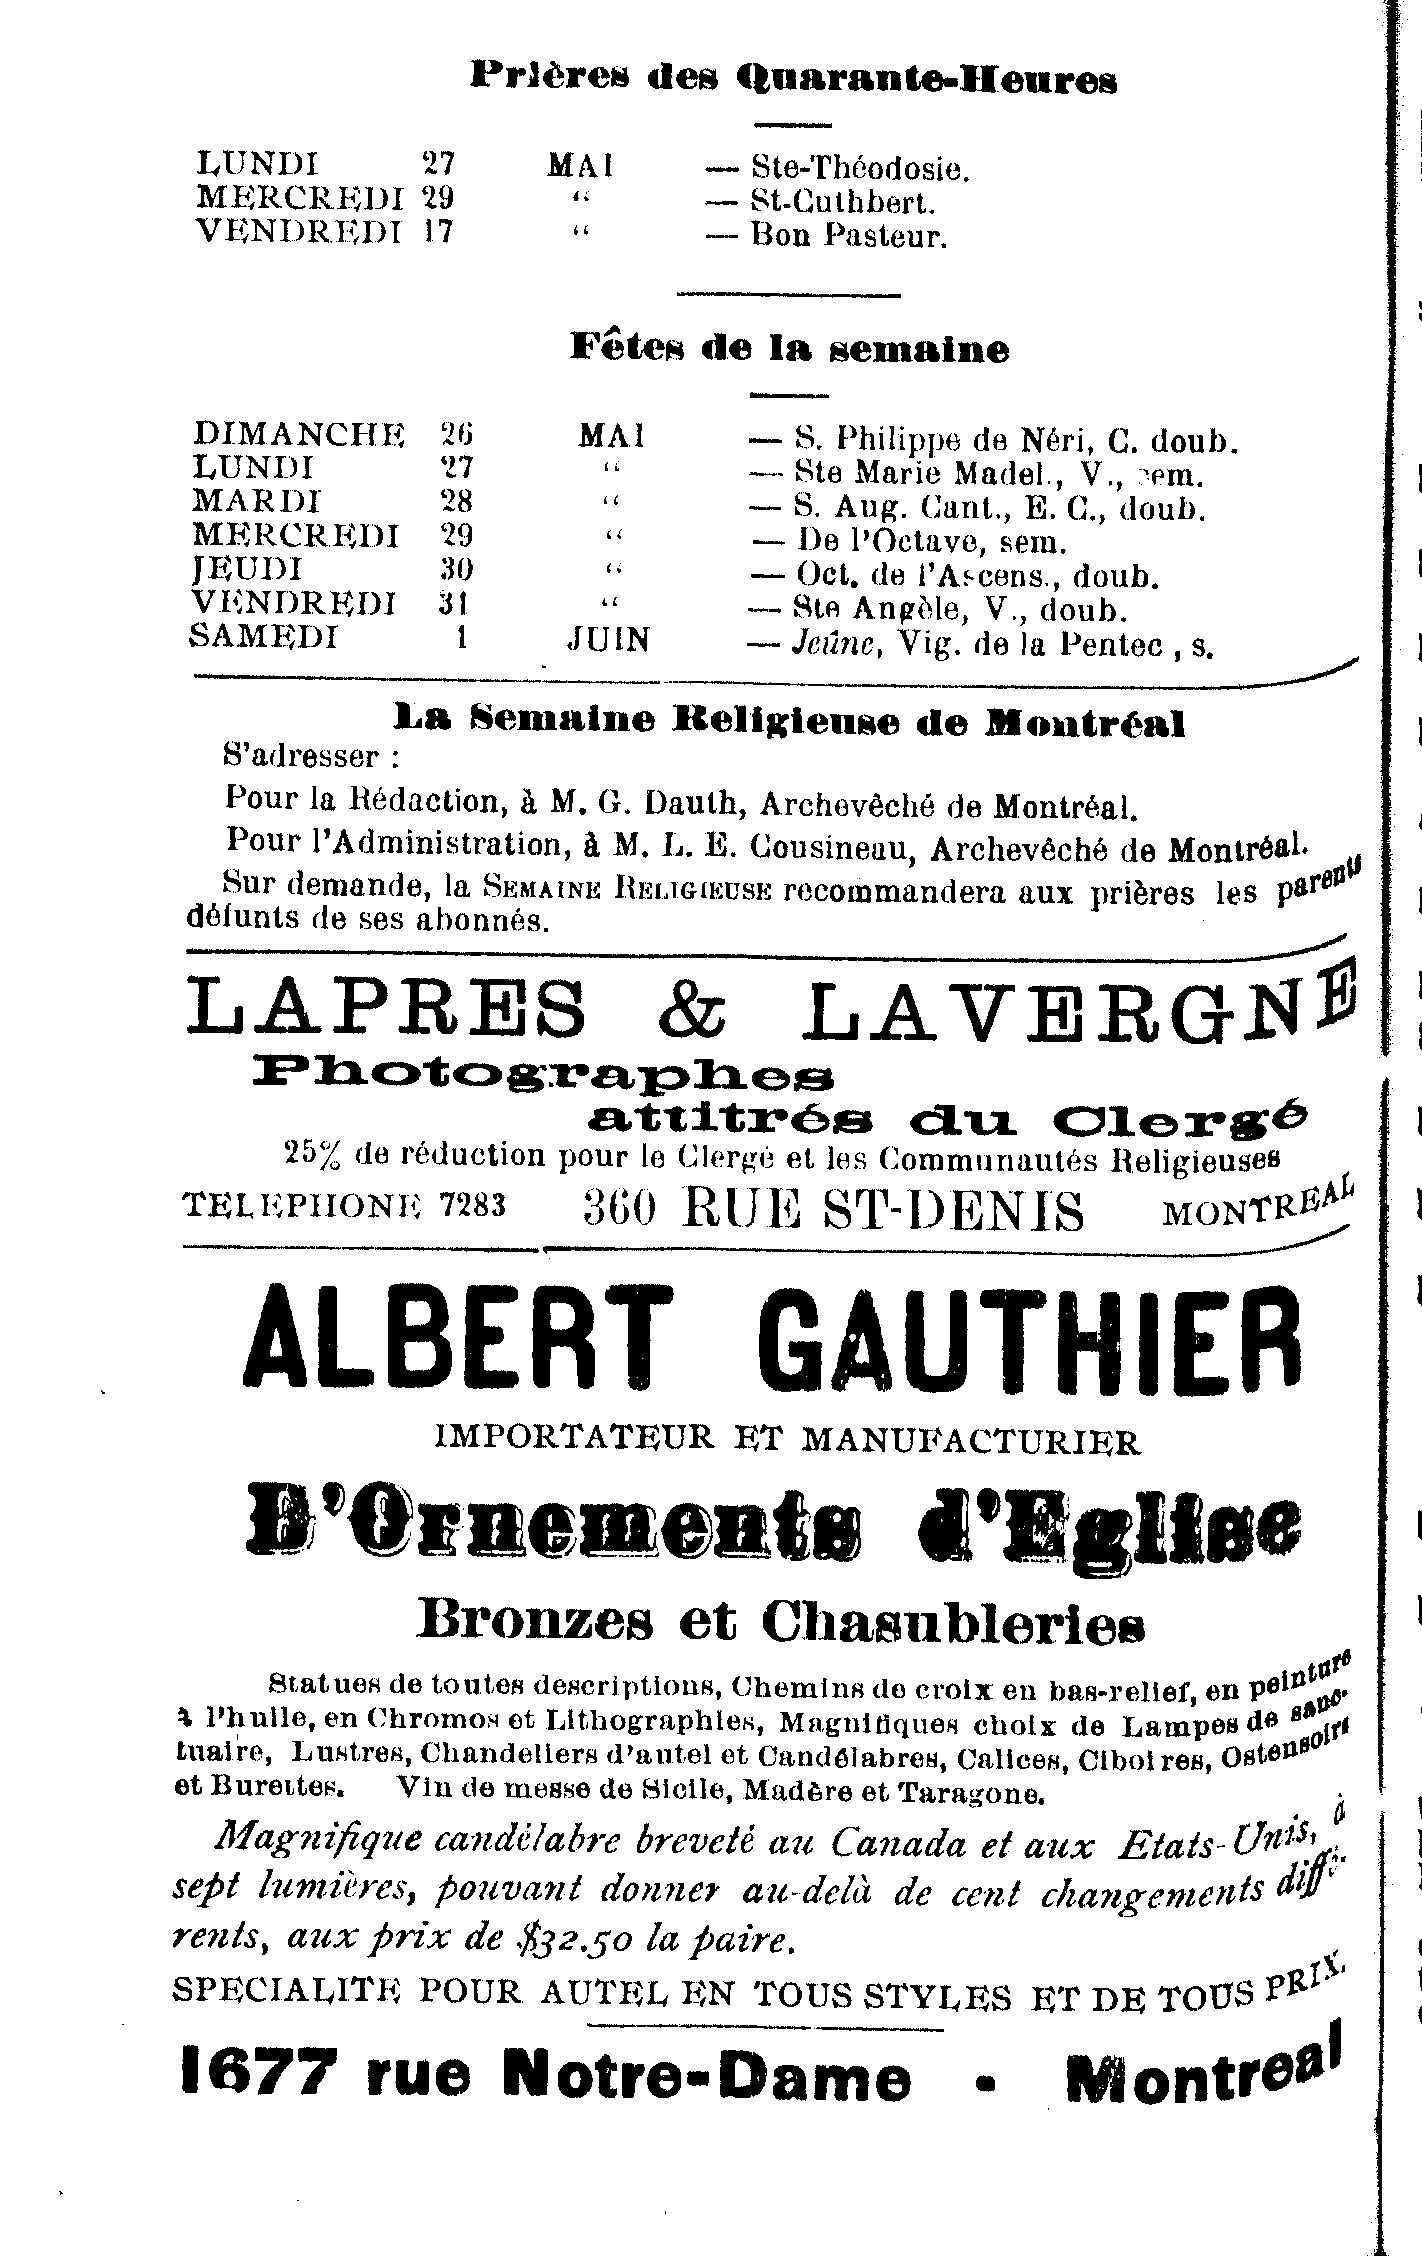 Prières des Quarante-Heures
LUNDI 27 MAI — Ste-Théodosie.
MERCREDI 29 “ — St-Cuthbert.
VENDREDI 17 “ — Bon Pasteur.
Fêtes de la semaine
DIMANCHE 26 MAI — S. Philippe de Néri, C. doub.
LUNDI 27 “ — Ste Marie Madel., V., sem.
MARDI 28 “ — S. Aug. Cant., E. C., doub.
MERCREDI 29 “ — De l'Octave, sem.
JEUDI 30 “ — Oct. de l'Ascens., doub.
VENDREDI 31 “ — Ste Angèle, V., doub.
SAMEDI 1 JUIN — Jeûne, Vig. de la Pentec , s.
La Semaine Religieuse de Montréal
S'adresser :
Pour la Rédaction, à M. G. Dauth, Archevêché de Montréal.
Pour l'Administration, à M. L. E. Cousineau, Archevêché de Montréal.
Sur demande, la SEMAINE RELIGIEUSE recommandera aux prières les parents
défunts de ses abonnés.
LAPRES & LAVERGNE
Photographes
attitrés du Clergé
25% de réduction pour le Clergé et les Communautés Religieuses
TELEPHONE 7283 360 RUE ST-DENIS MONTREAL
ALBERT GAUTHIER
IMPORTATEUR ET MANUFACTURIER
D'Ornements d'Eglise
Bronzes et Chasubleries
Statues de toutes descriptions, Chemins de croix en bas-relief, en peinture
à l'huile, en Chromos et Lithographies, Magnifiques choix de Lampes de sanc-
tuaire, Lustres, Chandeliers d'autel et Candélabres, Calices, Ciboires, Ostensoirs
et Burettes. Vin de messe de Sicile, Madère et Taragone.
Magnifique candélabre breveté au Canada et aux Etats-Unis, à
sept lumières, pouvant donner au-delà de cent changements diffé-
rents, aux prix de $32.50 la paire.
SPECIALITE POUR AUTEL EN TOUS STYLES ET DE TOUS PRIX.
1677 rue Notre-Dame - Montreal